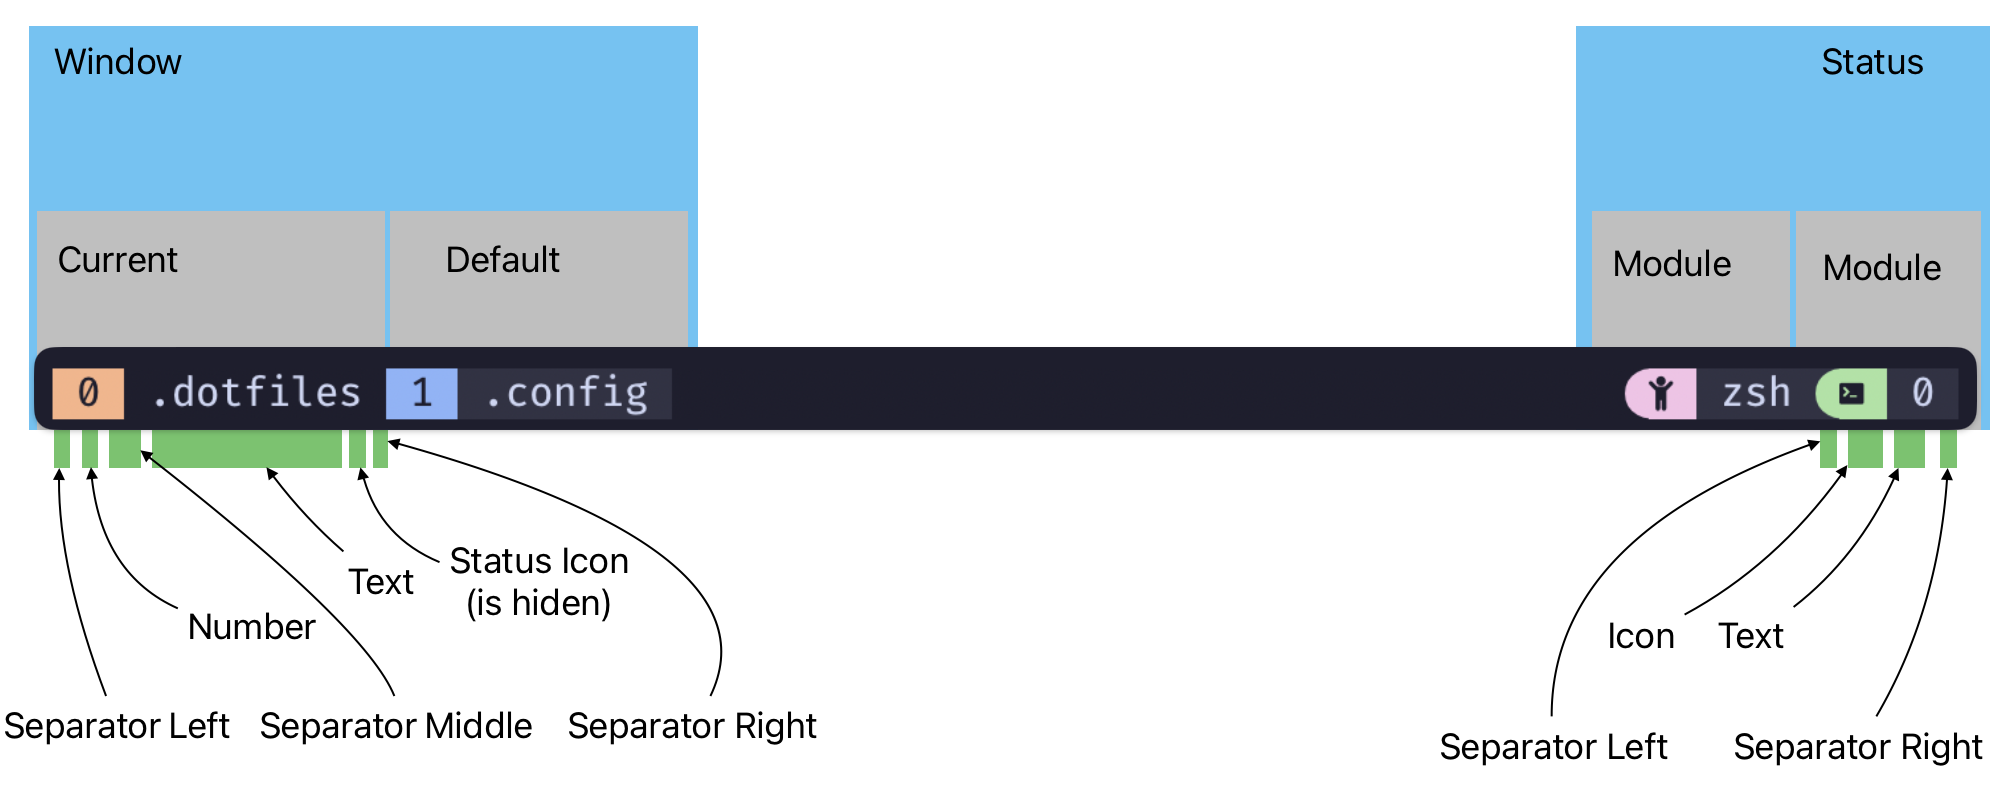 Window
Status
Current
Default
Module
Module
0 .dotfiles 1 .config
zsh
0
Status Icon
(is hiden)
Text
Number
Icon
Text
Separator Left
Separator Middle
Separator Right
Separator Left
Separator Right